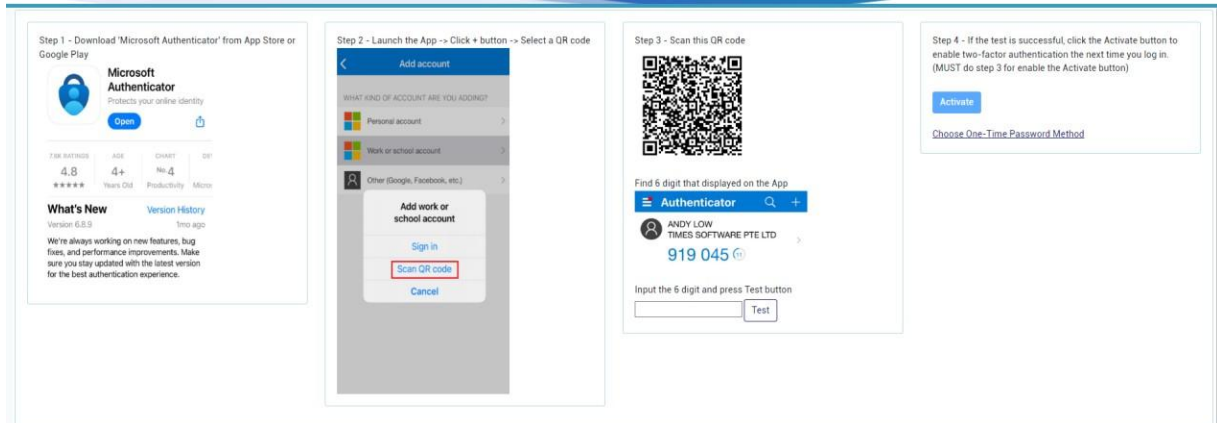 Step 1 - Download 'Microsoft Authenticator' from App Store or
Google Play
Microsoft
Authenticator
Protects your online identity
Open
7.8K RATINGS
AGE
CHART
4.8
4+
No.4
★★★★★
Years Old
Productivity
What's New
Version History
Version 6.8.9
1mo ago
We're always working on new features, bug
fixes, and performance improvements. Make
sure you stay updated with the latest version
for the best authentication experience.
Step 2 - Launch the App -> Click + button -> Select a QR code
Add account
WHAT KIND OF ACCOUNT ARE YOU ADDING?
Personal account
Work or school account
Other (Google, Facebook, etc.)
Add work or
school account
Sign in
Scan QR code
Cancel
Step 3 - Scan this QR code
Find 6 digit that displayed on the App
Authenticator
ANDY LOW
TIMES SOFTWARE PTE LTD
919 045
Input the 6 digit and press Test button
Test
Step 4 - If the test is successful, click the Activate button to
enable two-factor authentication the next time you log in.
(MUST do step 3 for enable the Activate button)
Activate
Choose One-Time Password Method